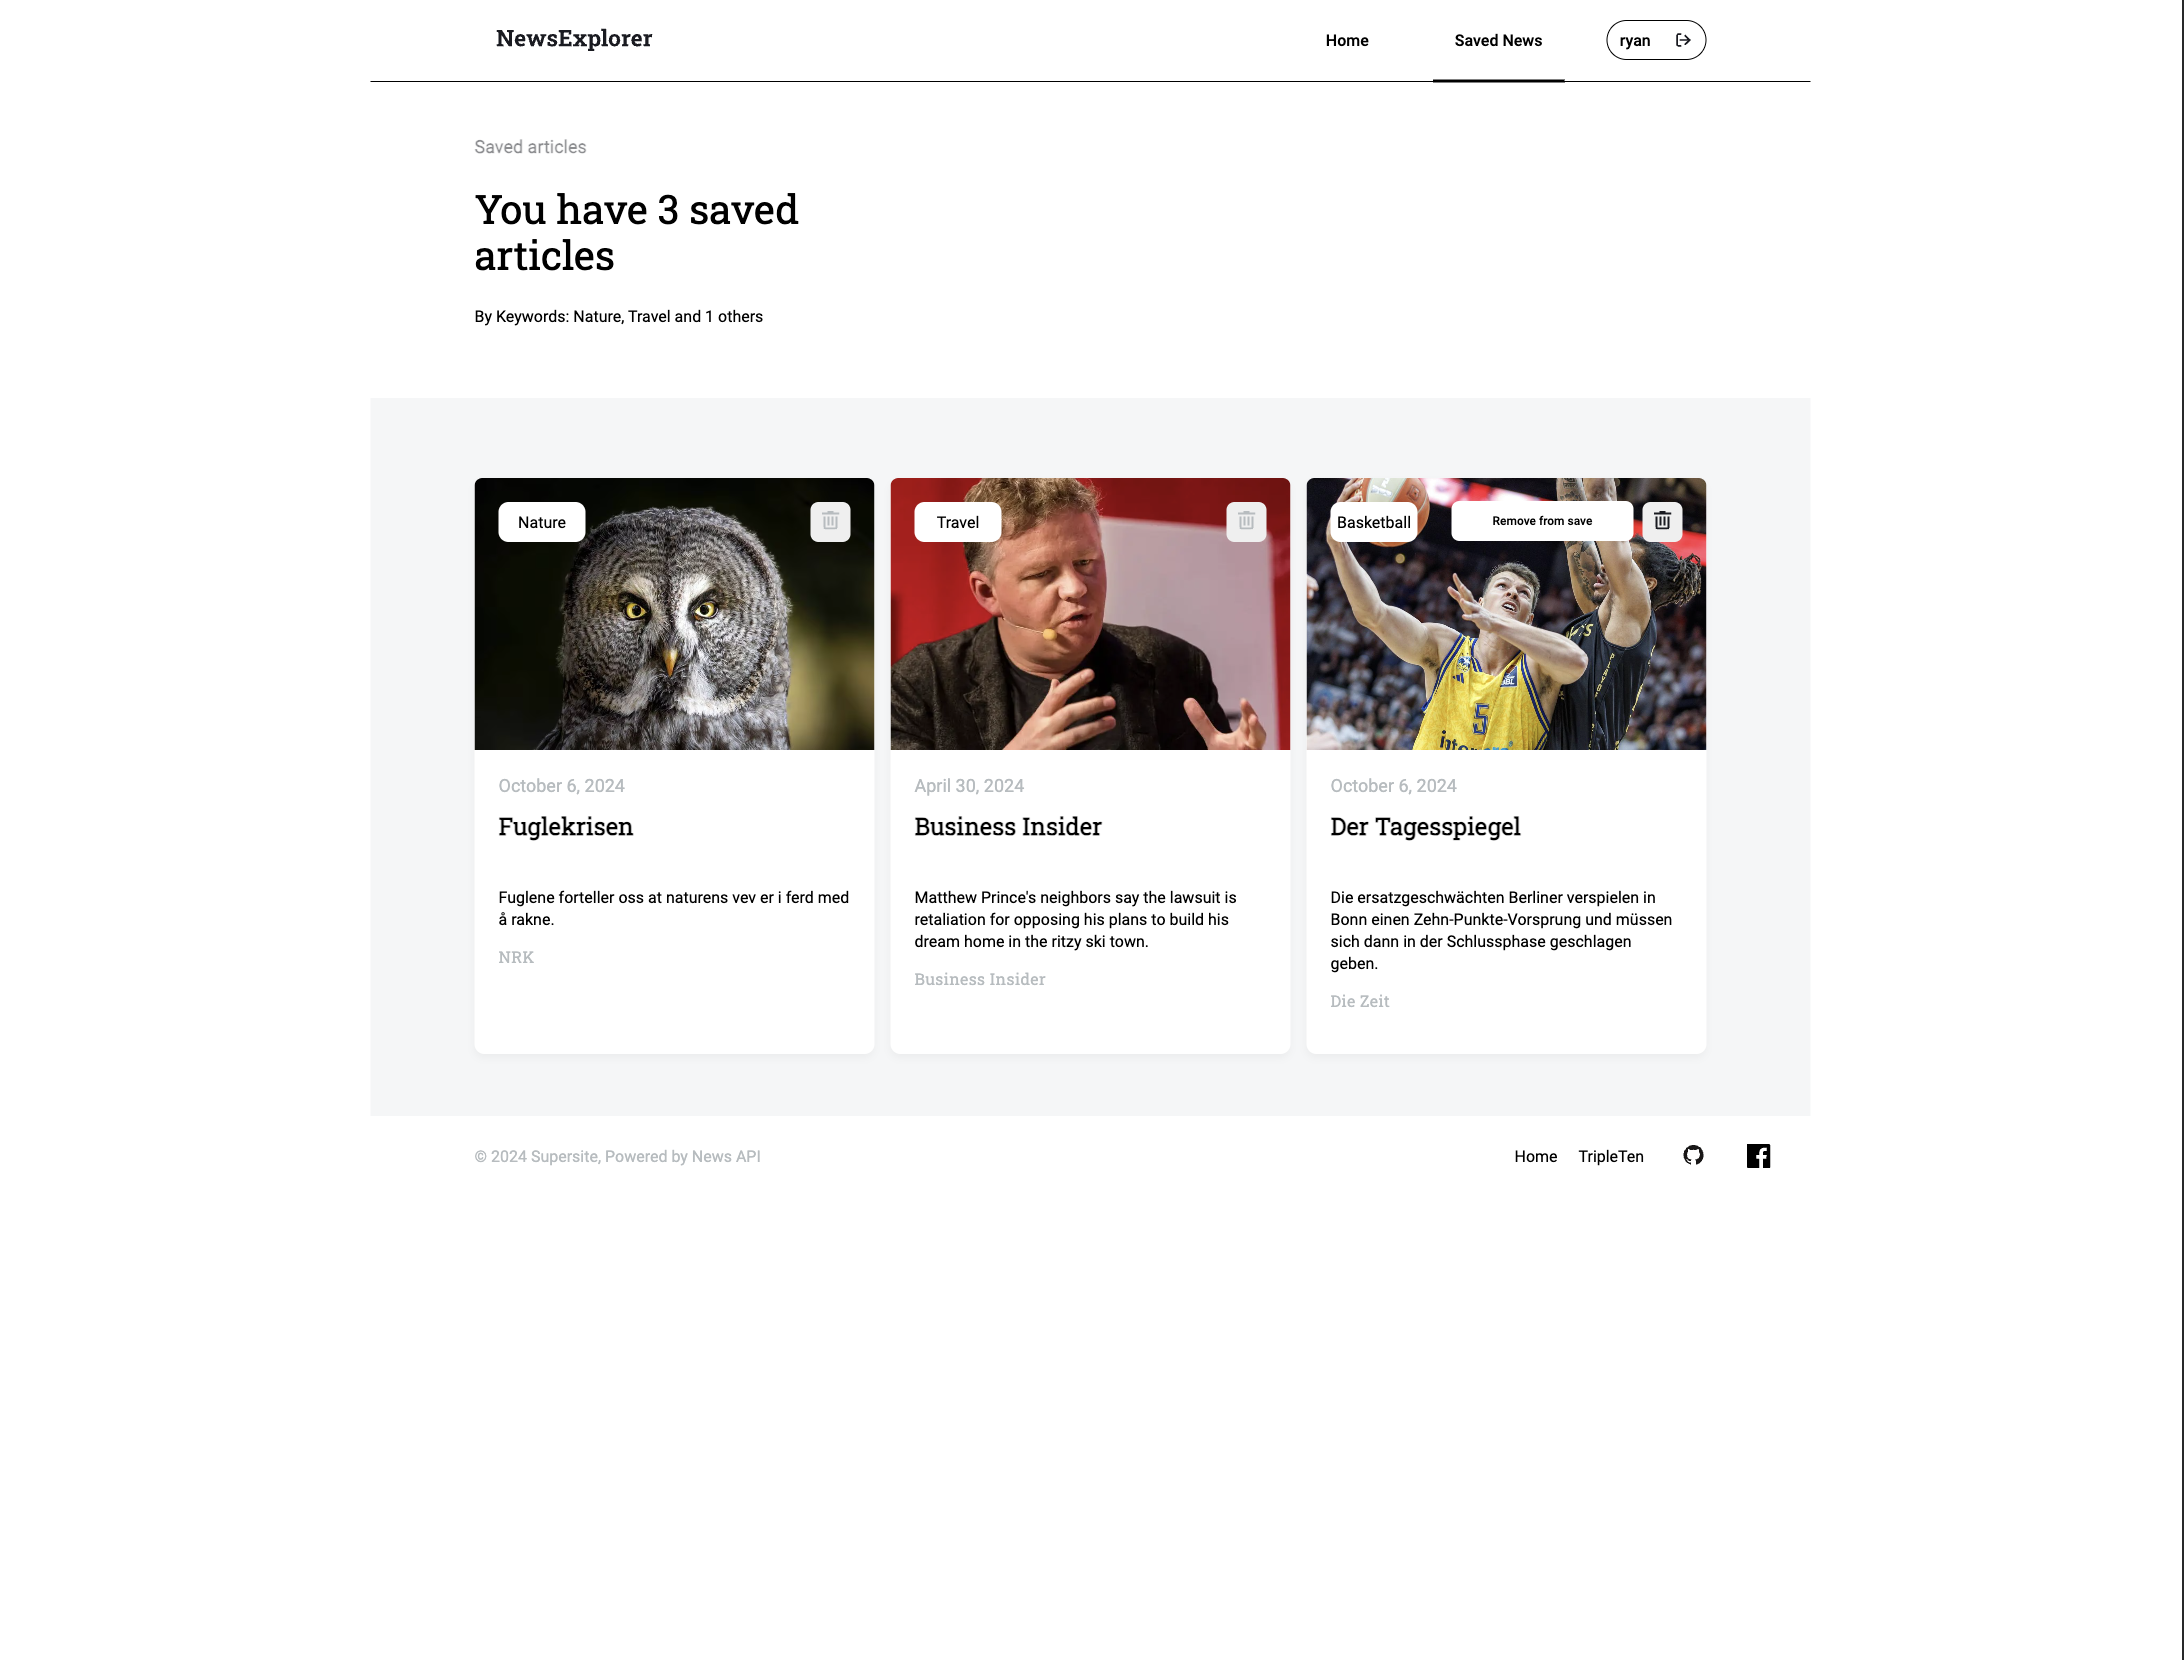 NewsExplorer
Home
Saved News
ryan
Saved articles
You have 3 saved
articles
By Keywords: Nature, Travel and 1 others
Nature
October 6, 2024
Fuglekrisen
Fuglene forteller oss at naturens vev er i ferd med
å rakne.
NRK
Travel
April 30, 2024
Business Insider
Matthew Prince's neighbors say the lawsuit is
retaliation for opposing his plans to build his
dream home in the ritzy ski town.
Business Insider
Basketball
Remove from save
5
October 6, 2024
Der Tagesspiegel
Die ersatzgeschwächten Berliner verspielen in
Bonn einen Zehn-Punkte-Vorsprung und müssen
sich dann in der Schlussphase geschlagen
geben.
Die Zeit
© 2024 Supersite, Powered by News API
Home
TripleTen